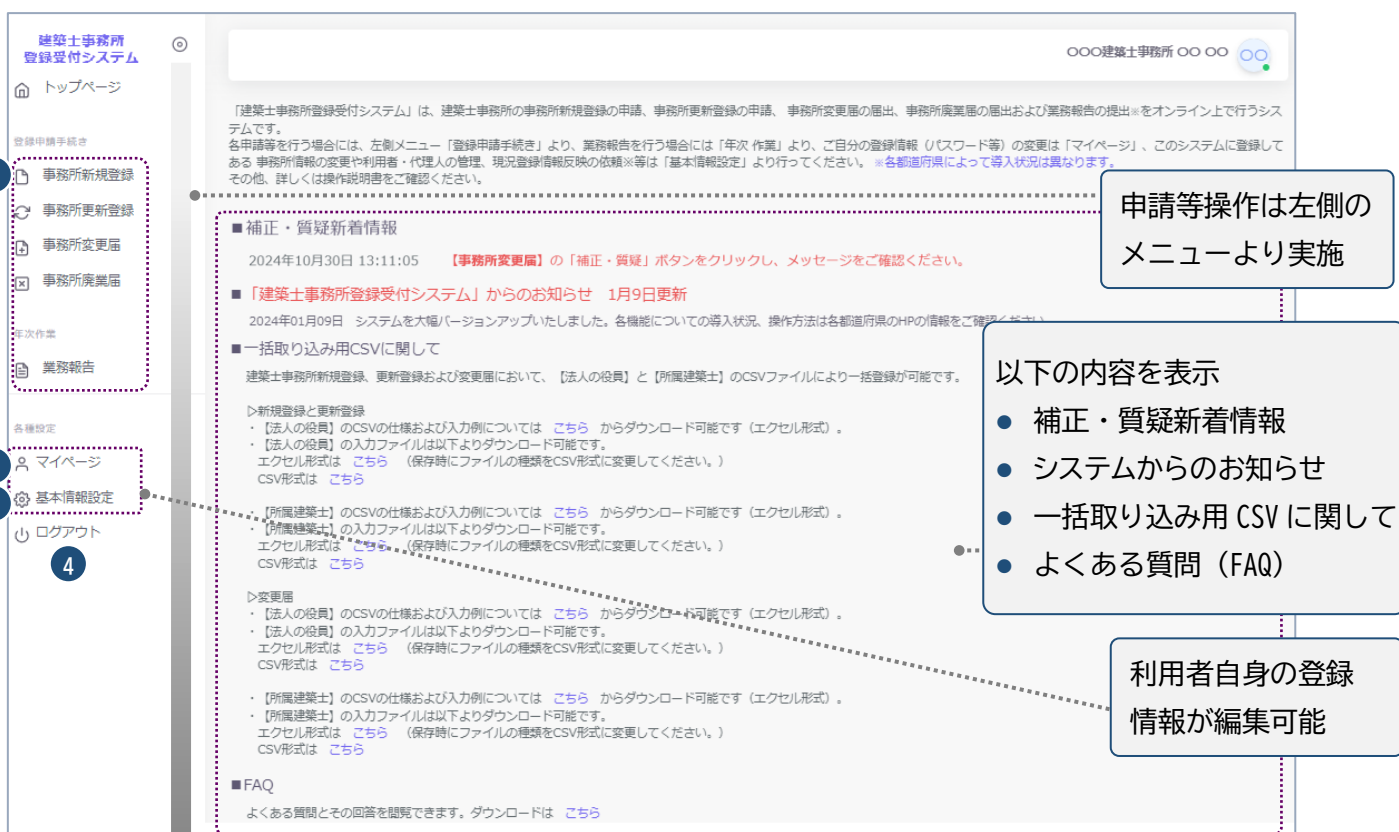 建築士事務所
登録受付システム
トップページ
登録申請手続き
事務所新規登録
事務所更新登録
事務所変更届
事務所廃業届
年次作業
業務報告
各種設定
マイページ
基本情報設定
ログアウト
4
〇〇〇建築士事務所 〇〇 〇〇
〇〇
「建築士事務所登録受付システム」は、建築士事務所の事務所新規登録の申請、事務所更新登録の申請、 事務所変更届の届出、事務所廃業届の届出および業務報告の提出※をオンライン上で行うシス
テムです。
各申請等を行う場合には、左側メニュー「登録申請手続き」より、業務報告を行う場合には「年次 作業」より、ご自分の登録情報（パスワード等）の変更は「マイページ」、このシステムに登録して
ある 事務所情報の変更や利用者・代理人の管理、現況登録情報反映の依頼※等は「基本情報設定」より行ってください。 ※各都道府県によって導入状況は異なります。
その他、詳しくは操作説明書をご確認ください。
■補正・質疑新着情報
2024年10月30日 13:11:05 【事務所変更届】の「補正・質疑」ボタンをクリックし、メッセージをご確認ください。
■「建築士事務所登録受付システム」からのお知らせ 1月9日更新
2024年01月09日 システムを大幅バージョンアップいたしました。各機能についての導入状況、操作方法は各都道府県のHPの情報をご確認ください。
■一括取り込み用CSVに関して
建築士事務所新規登録、更新登録および変更届において、【法人の役員】と【所属建築士】のCSVファイルにより一括登録が可能です。
▷新規登録と更新登録
・【法人の役員】のCSVの仕様および入力例については こちら からダウンロード可能です（エクセル形式）。
・【法人の役員】の入力ファイルは以下よりダウンロード可能です。
エクセル形式は こちら （保存時にファイルの種類をCSV形式に変更してください。）
CSV形式は こちら
・【所属建築士】のCSVの仕様および入力例については こちら からダウンロード可能です（エクセル形式）。
・【所属建築士】の入力ファイルは以下よりダウンロード可能です。
エクセル形式は こちら （保存時にファイルの種類をCSV形式に変更してください。）
CSV形式は こちら
▷変更届
・【法人の役員】のCSVの仕様および入力例については こちら からダウンロード可能です（エクセル形式）。
・【法人の役員】の入力ファイルは以下よりダウンロード可能です。
エクセル形式は こちら （保存時にファイルの種類をCSV形式に変更してください。）
CSV形式は こちら
・【所属建築士】のCSVの仕様および入力例については こちら からダウンロード可能です（エクセル形式）。
・【所属建築士】の入力ファイルは以下よりダウンロード可能です。
エクセル形式は こちら （保存時にファイルの種類をCSV形式に変更してください。）
CSV形式は こちら
■FAQ
よくある質問とその回答を閲覧できます。ダウンロードは こちら
申請等操作は左側の
メニューより実施
以下の内容を表示
● 補正・質疑新着情報
● システムからのお知らせ
● 一括取り込み用 CSV に関して
● よくある質問（FAQ）
利用者自身の登録
情報が編集可能